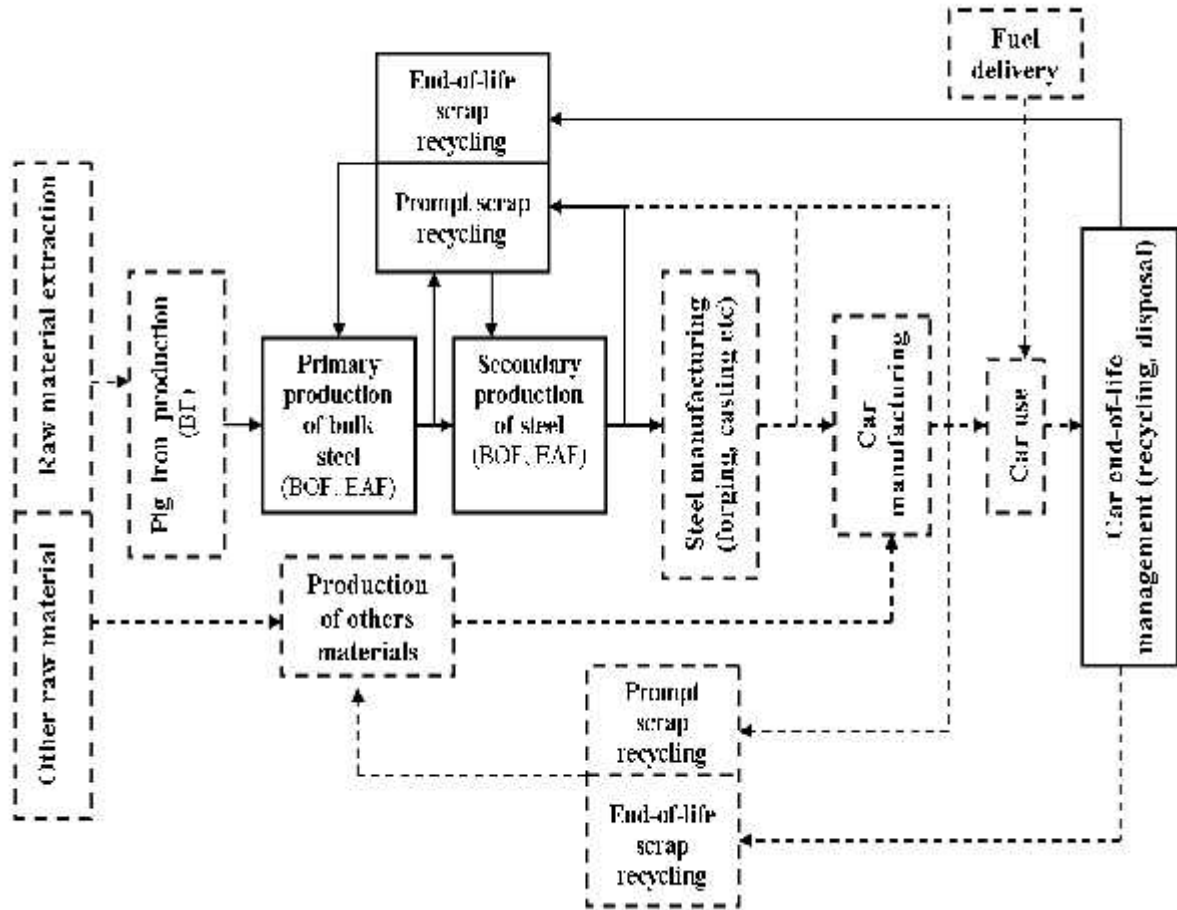 Fuel
delivery
End-of-life
scrap
recycling
Prompt scrap
recycling
Raw material extraction
Other raw material
Pig Iron production
(BF)
Primary
production
of bulk
steel
(BOF, EAF)
Secondary
production
of steel
(BOF, EAF)
Steel manufacturing
(forging, casting etc)
Car
manufacturing
Car use
Car end-of-life
management (recycling, disposal)
Production
of others
materials
Prompt
scrap
recycling
End-of-life
scrap
recycling